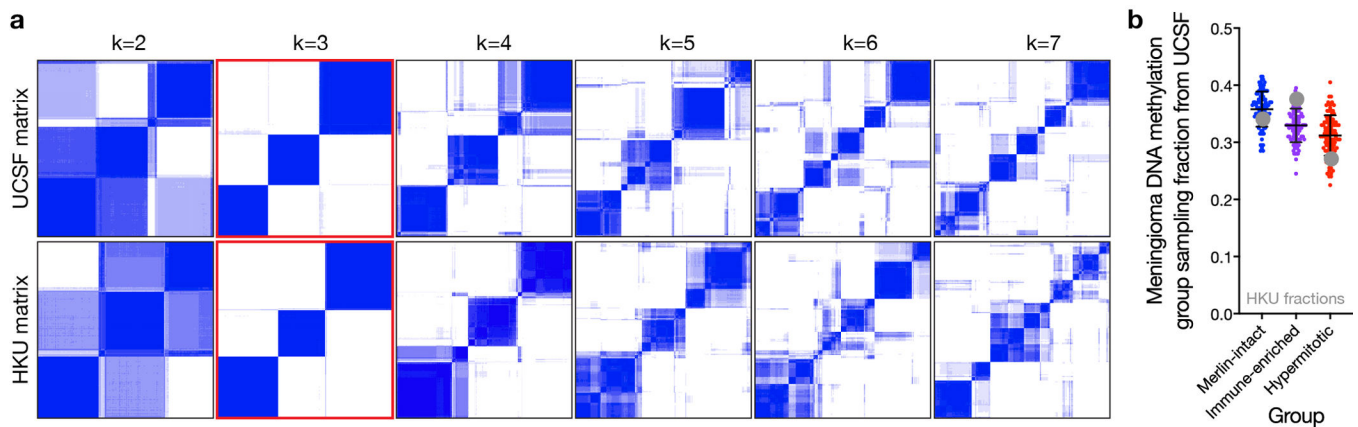 a
k=2 k=3 k=4 k=5 k=6 k=7
UCSF matrix
HKU matrix
b
Meningioma DNA methylation
group sampling fraction from UCSF
0.5
0.4
0.3
0.2
0.1
0.0
HKU fractions
Merlin-intact
Immune-enriched
Hypermitotic
Group